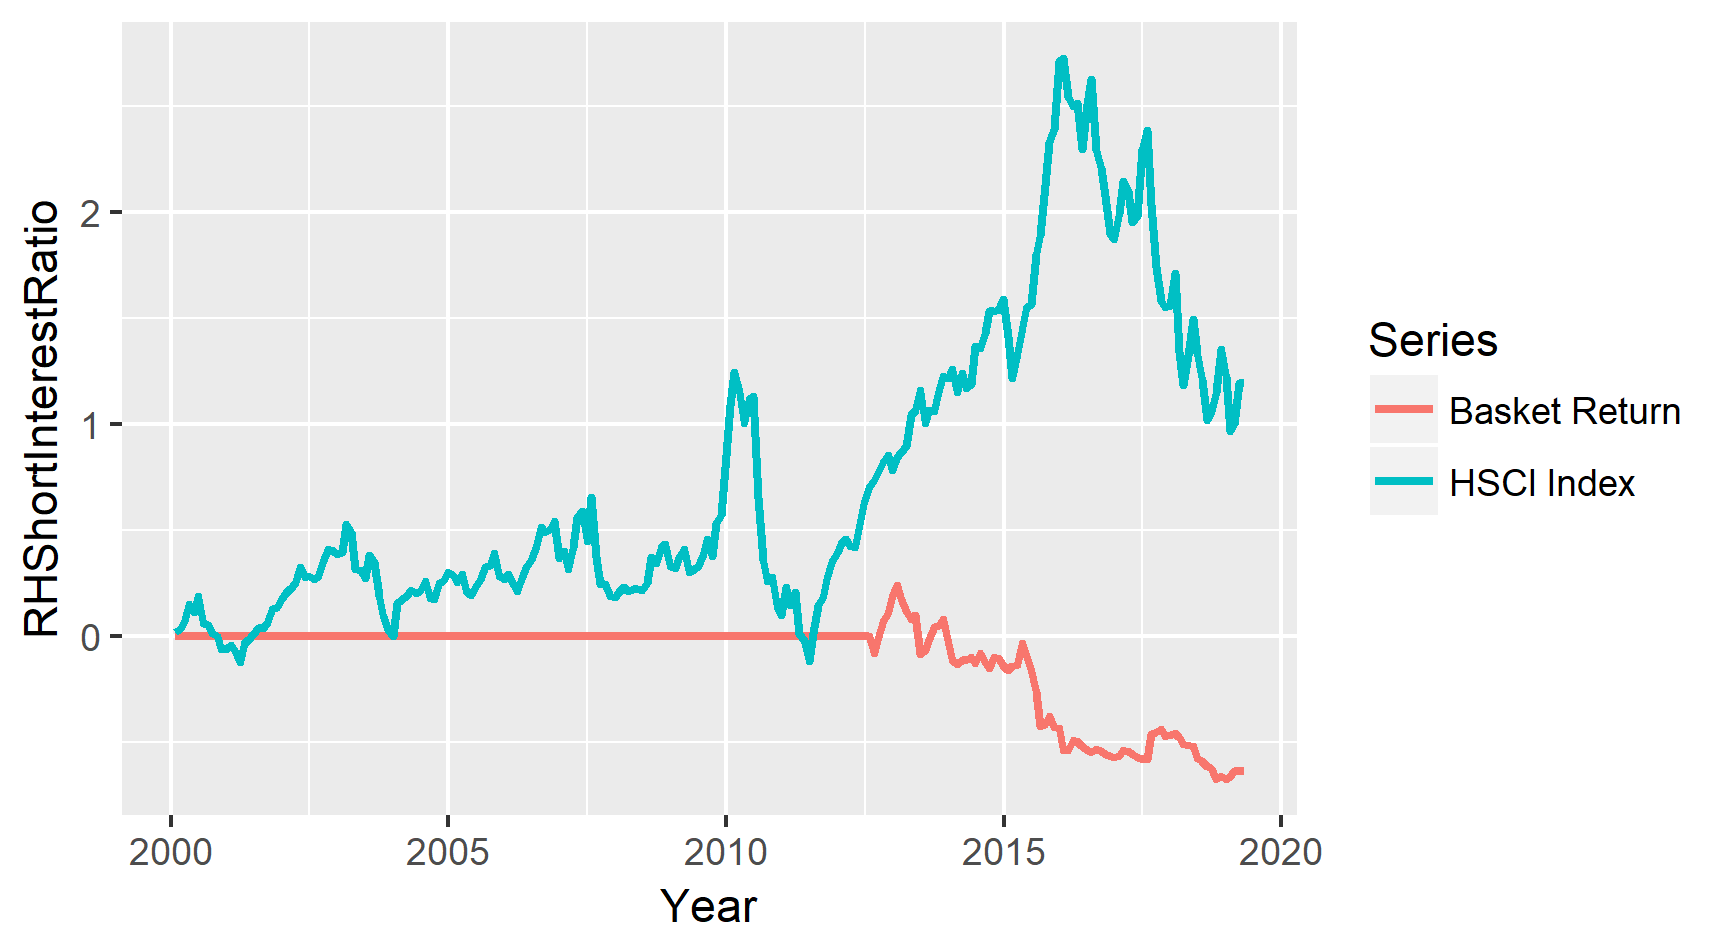 RHShortInterestRatio
2
1
0
2000 2005 2010 2015 2020
Year
Series
Basket Return
HSCI Index